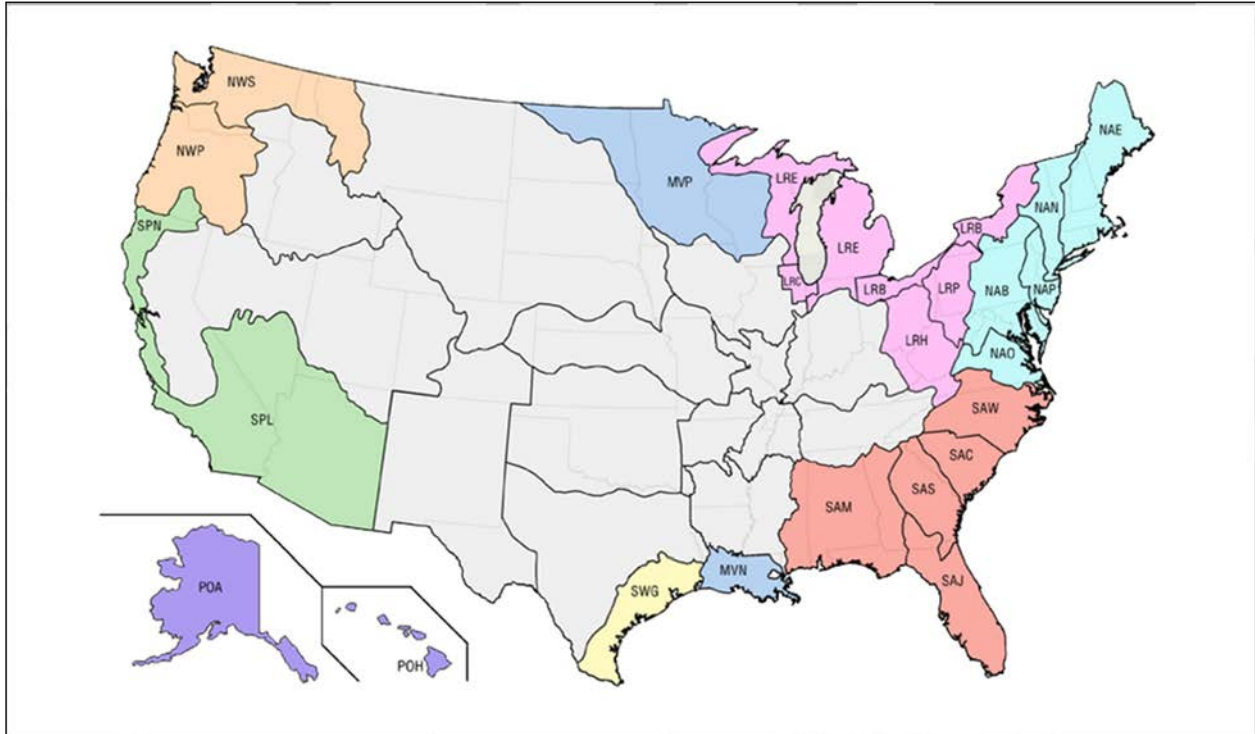 NWS
NAE
NWP
MVP
LRE
NAN
SPN
LRB
LRE
LRC
LRB
LRP
NAB
NAP
LRH
NAO
SAW
SPL
SAC
SAS
SAM
MVN
SAJ
SWG
POA
POH